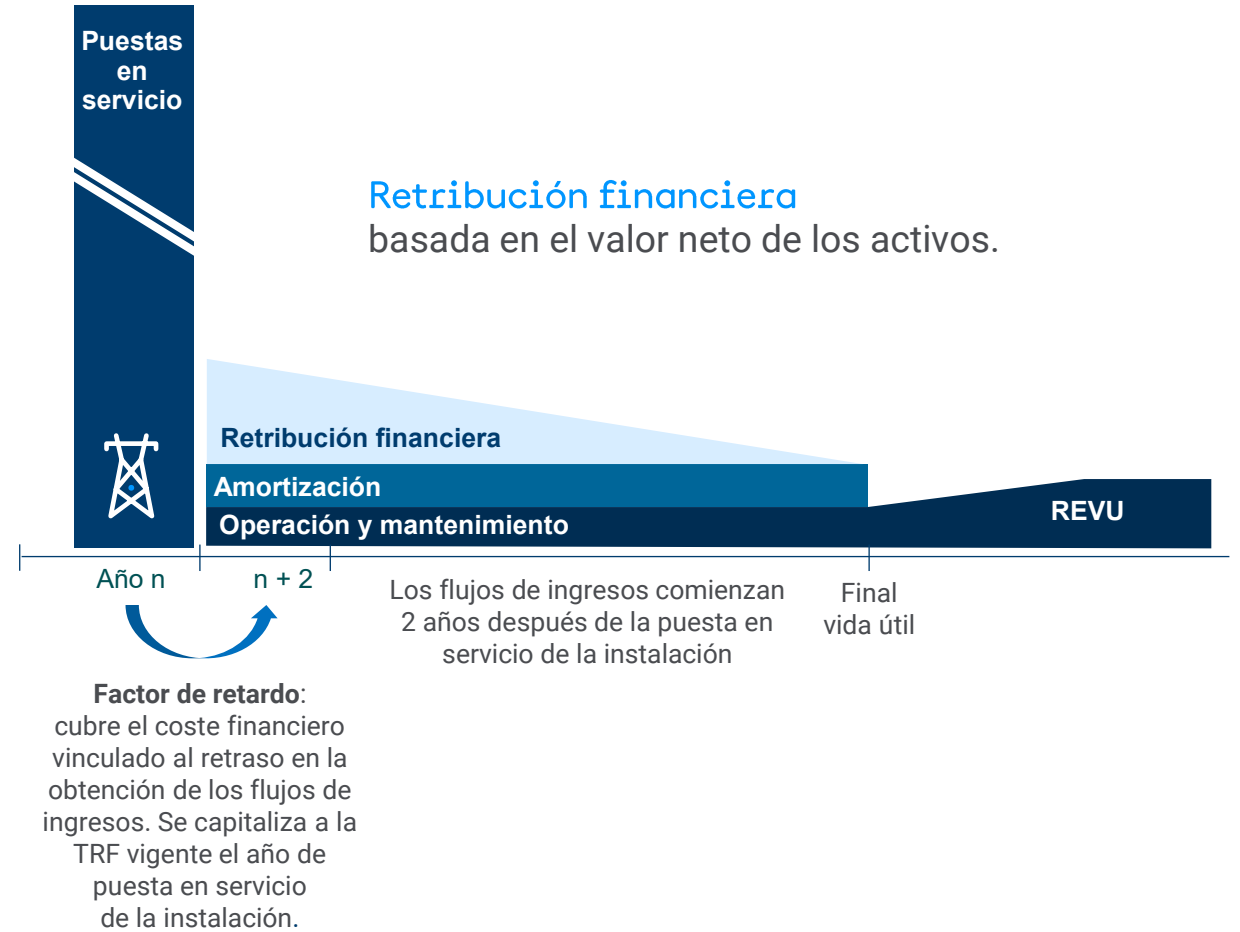 Puestas
en
servicio
Retribución financiera
basada en el valor neto de los activos.
Retribución financiera
Amortización
Operación y mantenimiento
REVU
Año n
n + 2
Los flujos de ingresos comienzan
2 años después de la puesta en
servicio de la instalación
Final
vida útil
Factor de retardo:
cubre el coste financiero
vinculado al retraso en la
obtención de los flujos de
ingresos. Se capitaliza a la
TRF vigente el año de
puesta en servicio
de la instalación.